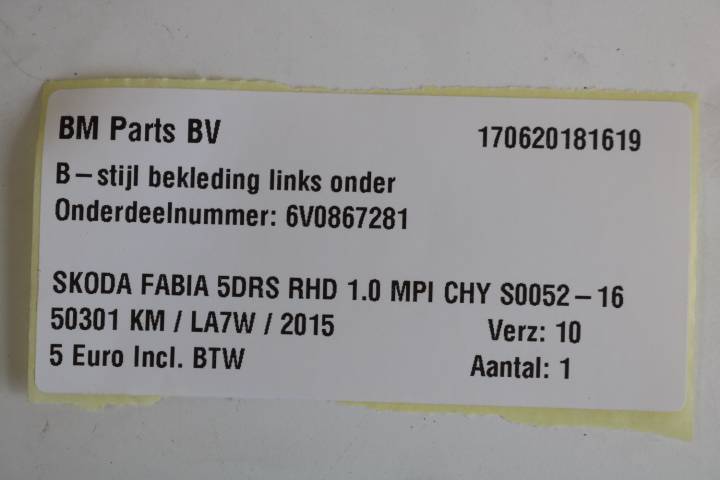 BM Parts BV 170620181619
B-stijl bekleding links onder
Onderdeelnummer: 6V0867281
SKODA FABIA 5DRS RHD 1.0 MPI CHY S0052-16
50301 KM / LA7W / 2015 Verz: 10
5 Euro Incl. BTW Aantal: 1